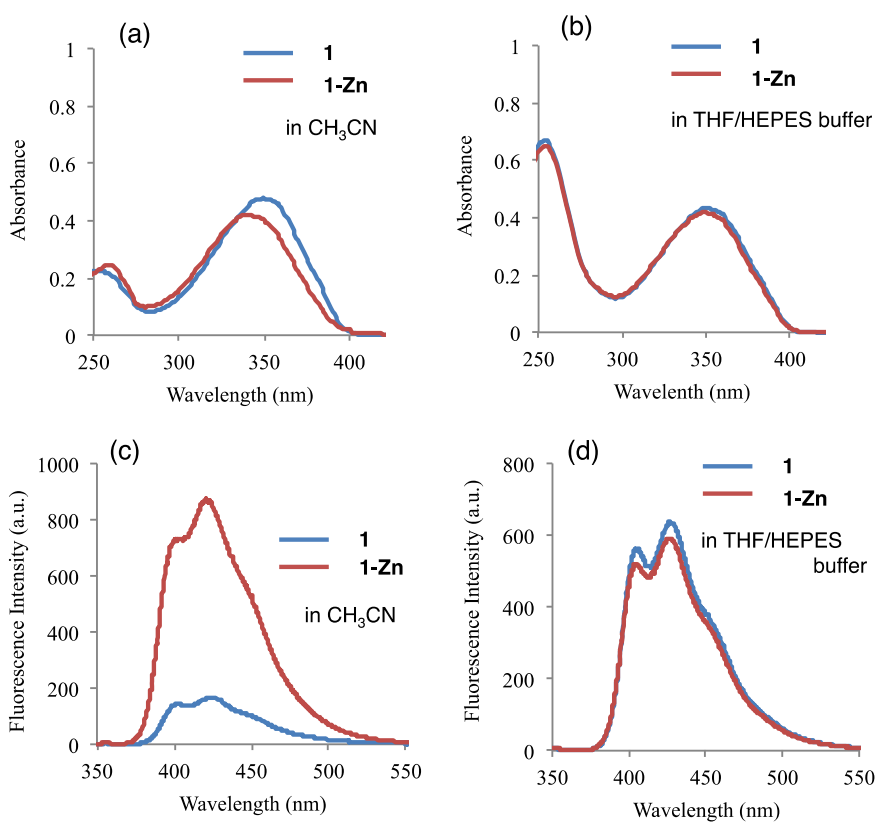 (a)
1
1-Zn
in CH₃CN
1
0.8
0.6
0.4
0.2
0
Absorbance
250 300 350 400
Wavelength (nm)
(b)
1
1-Zn
in THF/HEPES buffer
1
0.8
0.6
0.4
0.2
0
Absorbance
250 300 350 400
Wavelenth (nm)
(c)
1
1-Zn
in CH₃CN
1000
800
600
400
200
0
Fluorescence Intensity (a.u.)
350 400 450 500 550
Wavelength (nm)
(d)
1
1-Zn
in THF/HEPES
buffer
800
600
400
200
0
Fluorescence Intensity (a.u.)
350 400 450 500 550
Wavelength (nm)